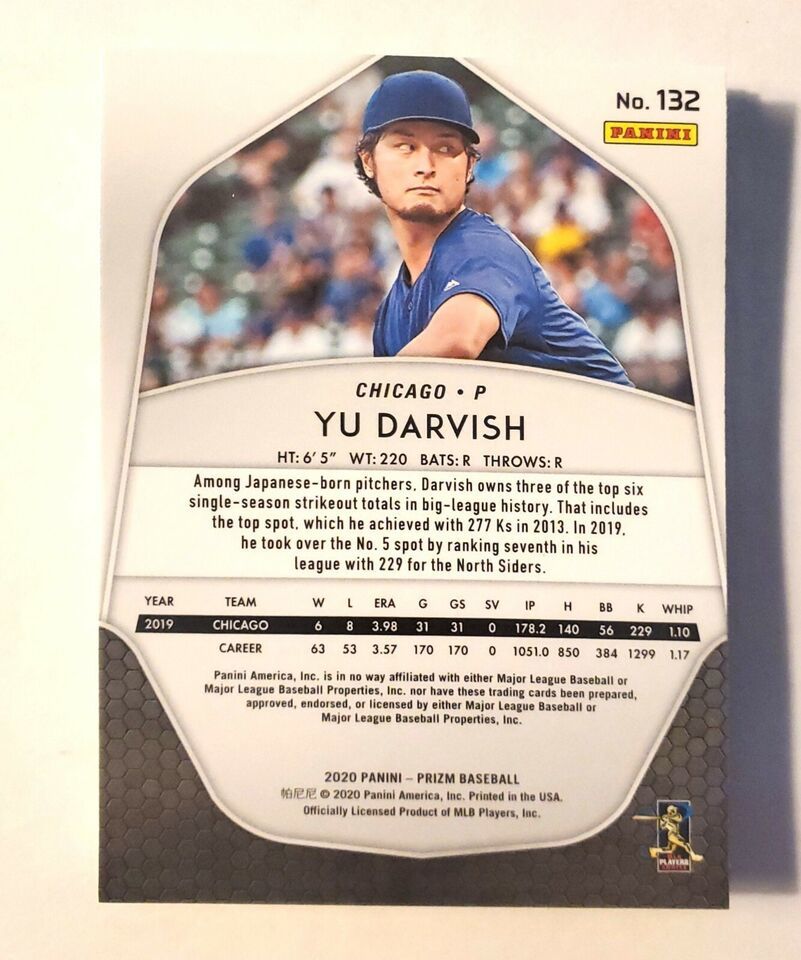 No. 132
PANINI
CHICAGO • P
YU DARVISH
HT: 6' 5" WT: 220 BATS: R THROWS: R
Among Japanese-born pitchers, Darvish owns three of the top six
single-season strikeout totals in big-league history. That includes
the top spot, which he achieved with 277 Ks in 2013. In 2019,
he took over the No. 5 spot by ranking seventh in his
league with 229 for the North Siders.
YEAR TEAM W L ERA G GS SV IP H BB K WHIP
2019 CHICAGO 6 8 3.98 31 31 0 178.2 140 56 229 1.10
CAREER 63 53 3.57 170 170 0 1051.0 850 384 1299 1.17
Panini America, Inc. is in no way affiliated with either Major League Baseball or
Major League Baseball Properties, Inc. nor have these trading cards been prepared,
approved, endorsed, or licensed by either Major League Baseball or
Major League Baseball Properties, Inc.
2020 PANINI – PRIZM BASEBALL
帕尼尼 © 2020 Panini America, Inc. Printed in the USA.
Officially Licensed Product of MLB Players, Inc.
PLAYERS